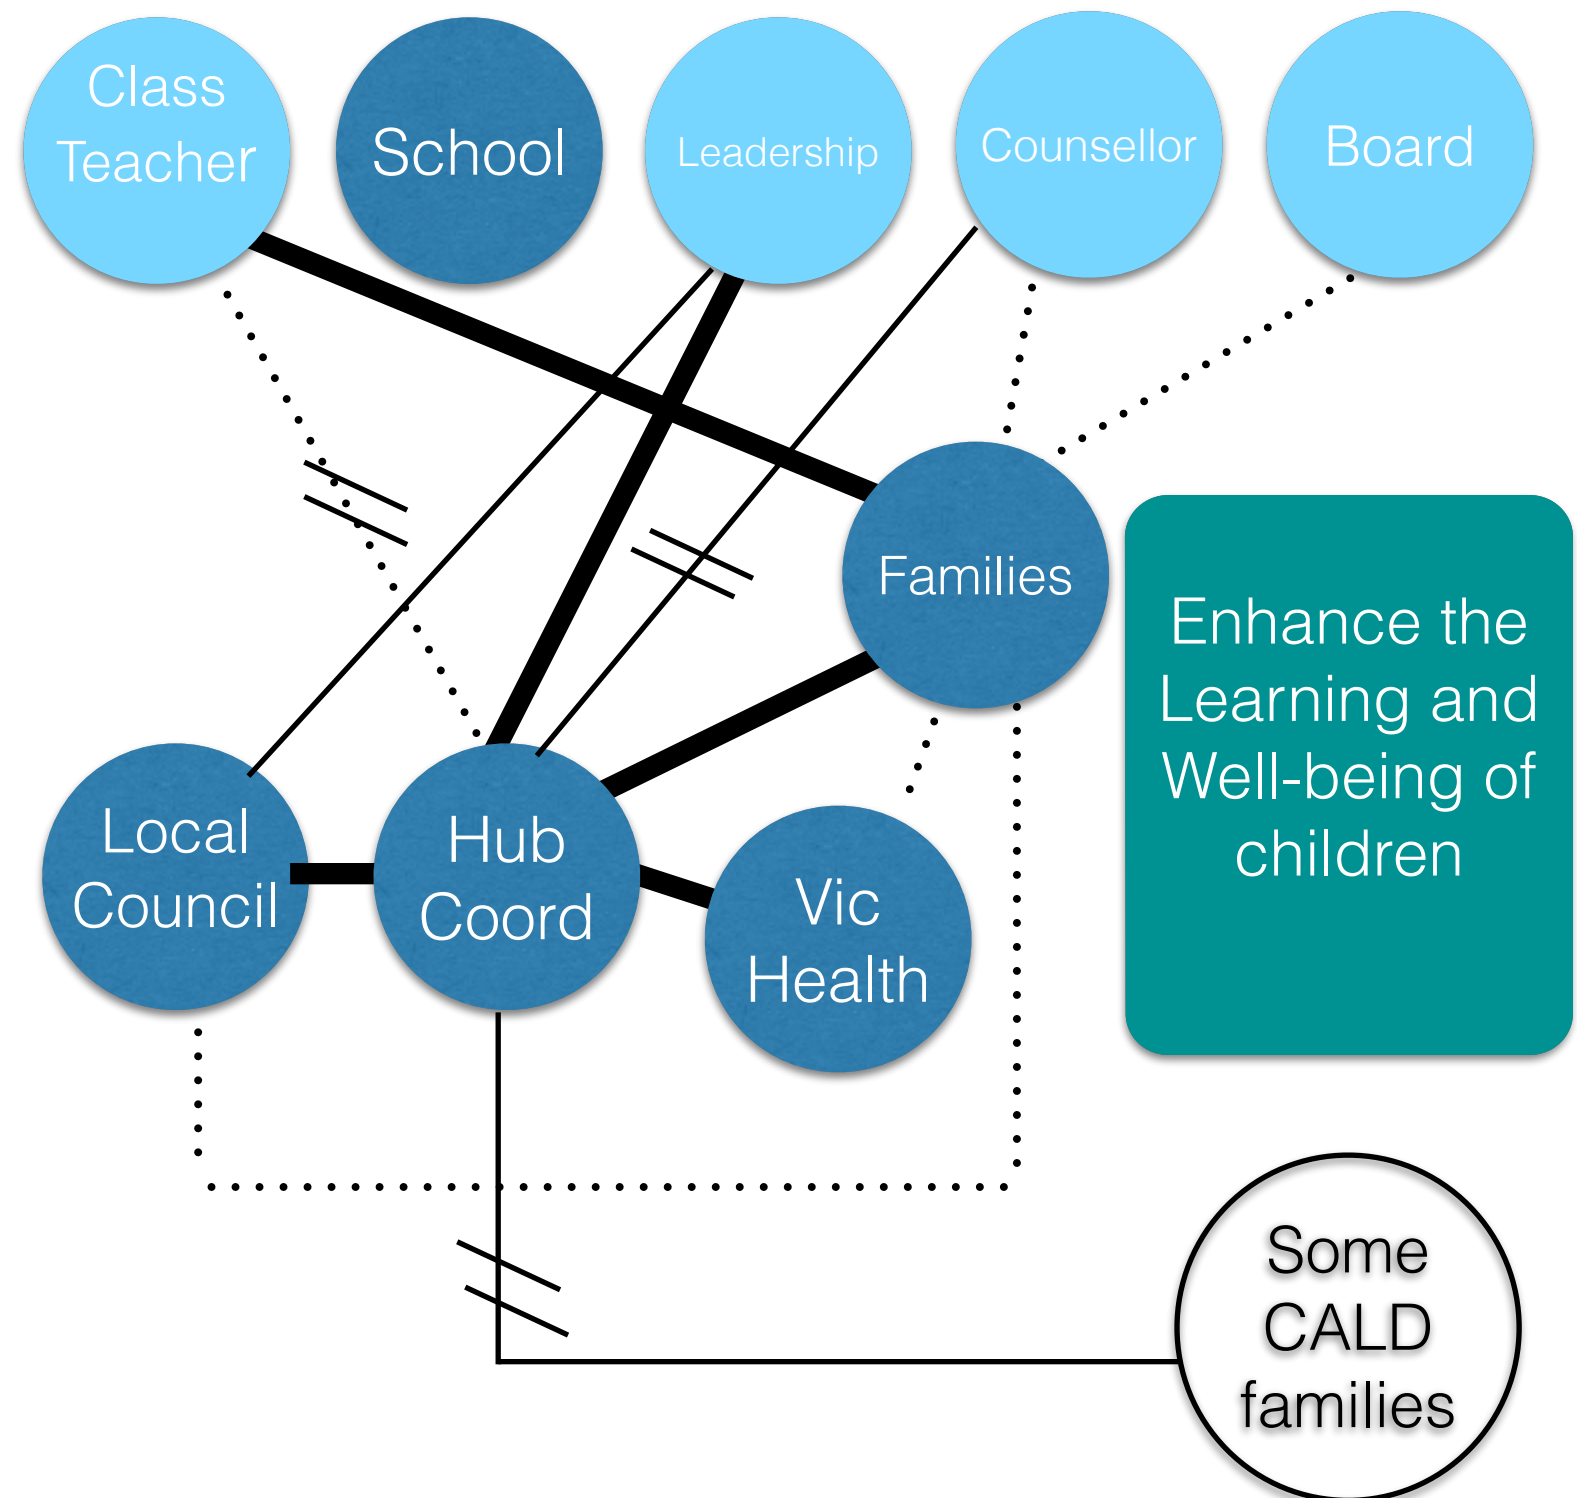 Class
Teacher
School
Leadership
Counsellor
Board
Families
Enhance the
Learning and
Well-being of
children
Local
Council
Hub
Coord
Vic
Health
Some
CALD
families